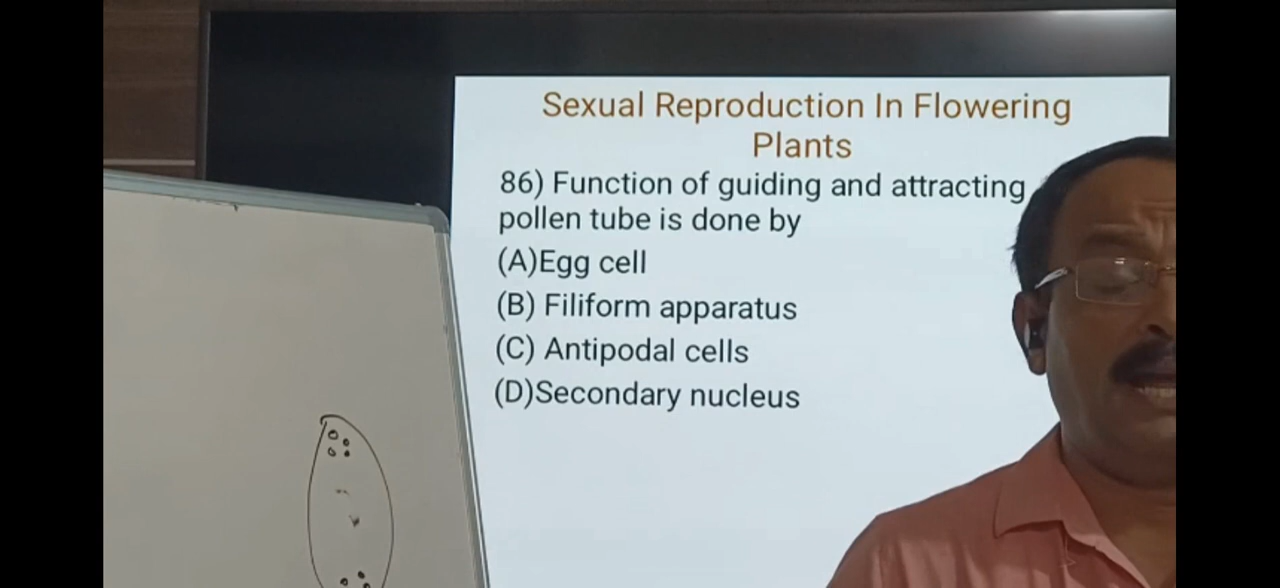 Sexual Reproduction In Flowering
Plants
86) Function of guiding and attracting
pollen tube is done by
(A)Egg cell
(B) Filiform apparatus
(C) Antipodal cells
(D)Secondary nucleus